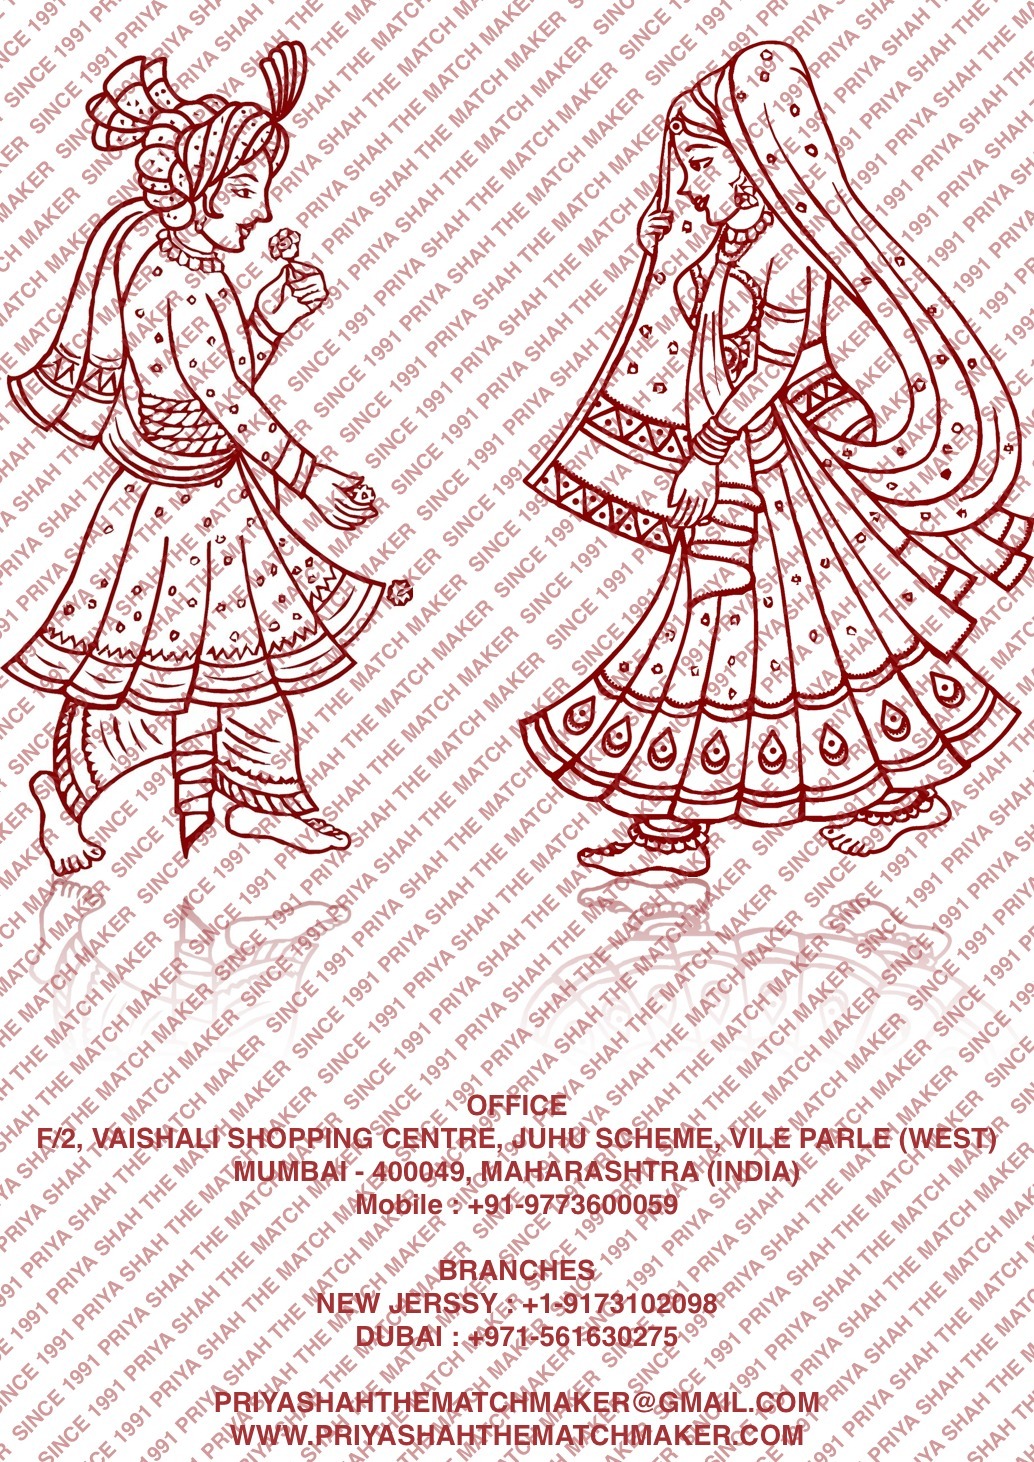 SINCE 1991 PRIYA SHAH THE MATCH MAKER
OFFICE
F/2, VAISHALI SHOPPING CENTRE, JUHU SCHEME, VILE PARLE (WEST)
MUMBAI - 400049, MAHARASHTRA (INDIA)
Mobile : +91-9773600059
BRANCHES
NEW JERSSY : +1-9173102098
DUBAI : +971-561630275
PRIYASHAHTHEMATCHMAKER@GMAIL.COM
WWW.PRIYASHAHTHEMATCHMAKER.COM